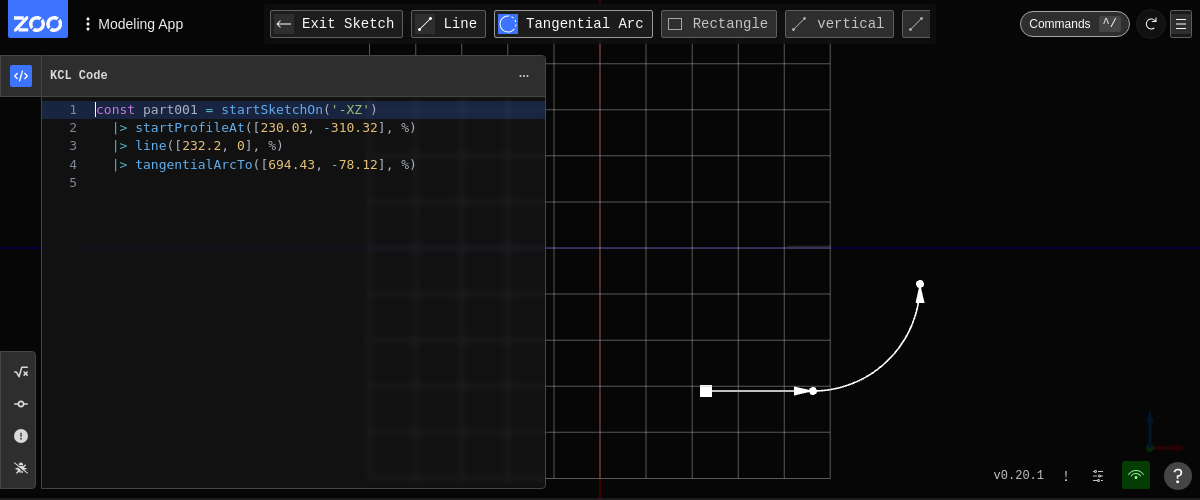 ZOO
Modeling App
Exit Sketch
Line
Tangential Arc
Rectangle
vertical
Commands ^/
KCL Code
1 const part001 = startSketchOn('-XZ')
2 |> startProfileAt([230.03, -310.32], %)
3 |> line([232.2, 0], %)
4 |> tangentialArcTo([694.43, -78.12], %)
5
v0.20.1
!
?